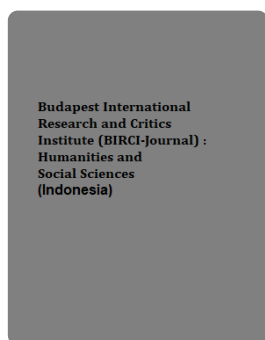 Budapest International
Research and Critics
Institute (BIRCI-Journal) :
Humanities and
Social Sciences
(Indonesia)